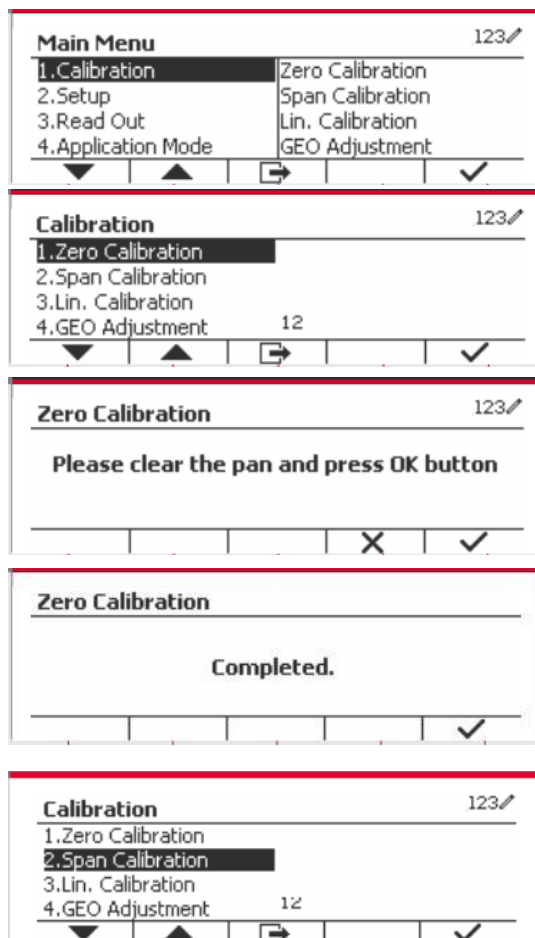 Main Menu 123
1.Calibration Zero Calibration
2.Setup Span Calibration
3.Read Out Lin. Calibration
4.Application Mode GEO Adjustment
Calibration 123
1.Zero Calibration
2.Span Calibration
3.Lin. Calibration
4.GEO Adjustment 12
Zero Calibration 123
Please clear the pan and press OK button
Zero Calibration
Completed.
Calibration 123
1.Zero Calibration
2.Span Calibration
3.Lin. Calibration
4.GEO Adjustment 12